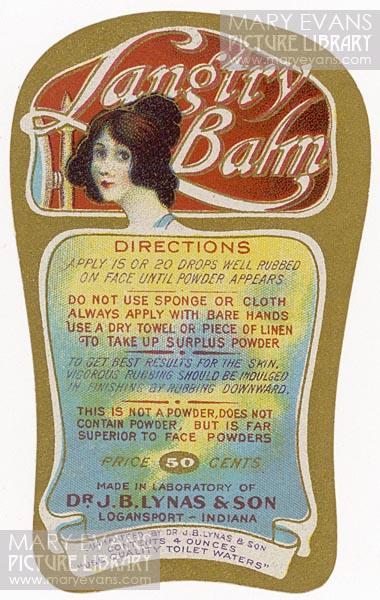 MARY EVANS
PICTURE LIBRARY
www.maryevans.com
Langtry
Balm
DIRECTIONS
APPLY 15 OR 20 DROPS WELL RUBBED
ON FACE UNTIL POWDER APPEARS.
DO NOT USE SPONGE OR CLOTH
ALWAYS APPLY WITH BARE HANDS
USE A DRY TOWEL OR PIECE OF LINEN
TO TAKE UP SURPLUS POWDER
TO GET BEST RESULTS FOR THE SKIN,
VIGOROUS RUBBING SHOULD BE INDULGED
IN FINISHING BY RUBBING DOWNWARD.
THIS IS NOT A POWDER, DOES NOT
CONTAIN POWDER, BUT IS FAR
SUPERIOR TO FACE POWDERS
PRICE 50 CENTS
MADE IN LABORATORY OF
DR. J. B. LYNAS & SON
LOGANSPORT - INDIANA
BY DR. J. B. LYNAS & SON
CONTENTS 4 OUNCES
QUALITY TOILET WATERS"
MARY EVANS
PICTURE LIBRARY
www.maryevans.com